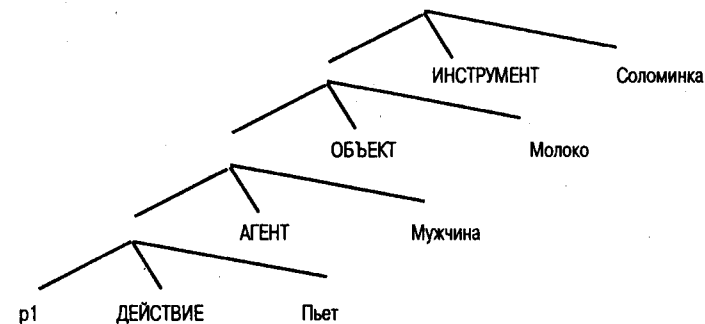 ИНСТРУМЕНТ Соломинка
ОБЪЕКТ Молоко
АГЕНТ Мужчина
p1 ДЕЙСТВИЕ Пьет